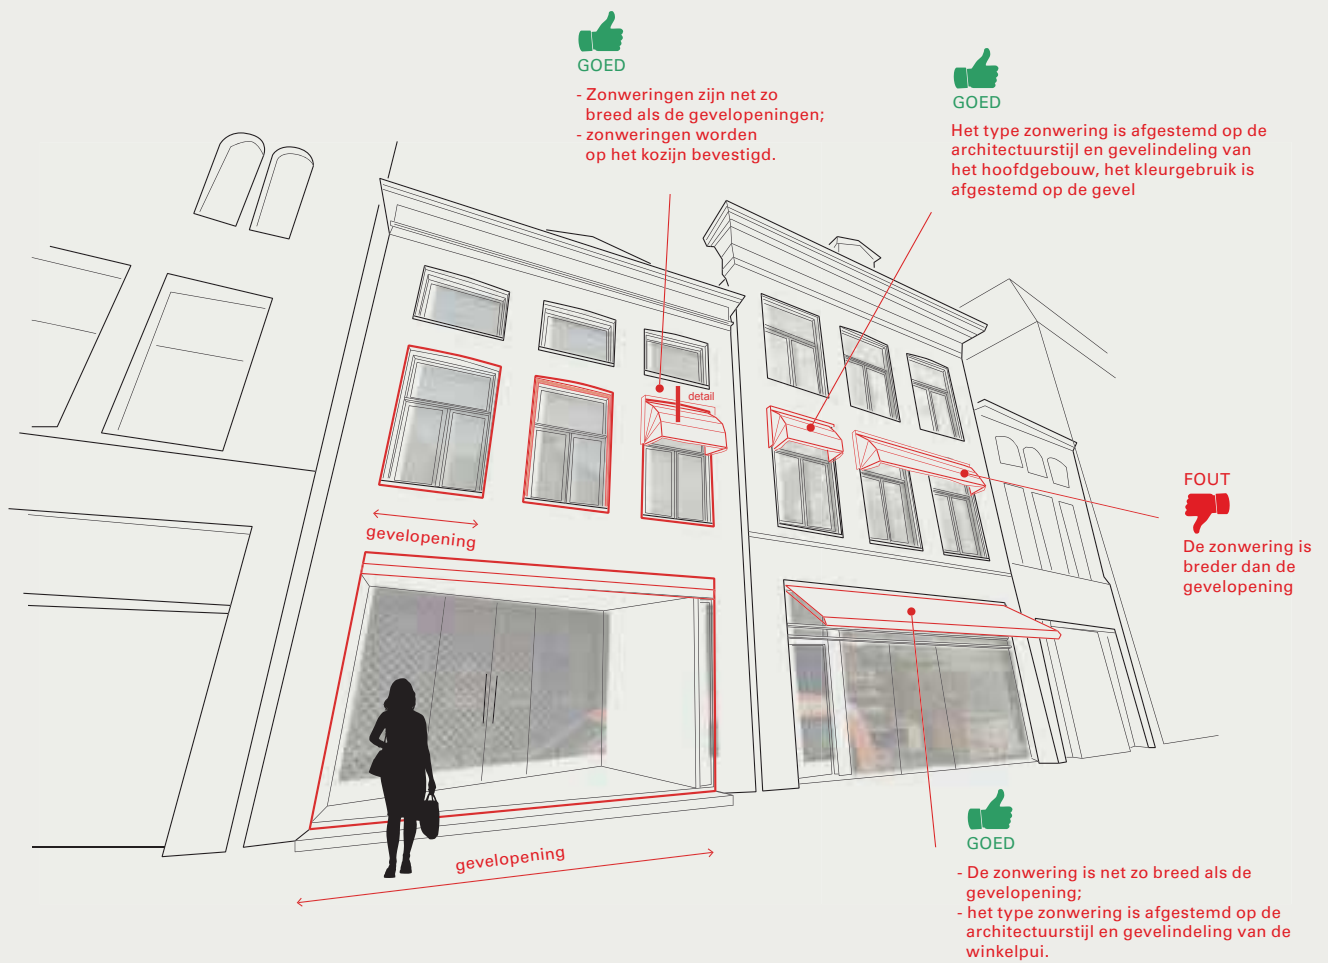 GOED
- Zonweringen zijn net zo
breed als de gevelopeningen;
- zonweringen worden
op het kozijn bevestigd.
GOED
Het type zonwering is afgestemd op de
architectuurstijl en gevelindeling van
het hoofdgebouw, het kleurgebruik is
afgestemd op de gevel
detail
FOUT
De zonwering is
breder dan de
gevelopening
gevelopening
gevelopening
GOED
- De zonwering is net zo breed als de
gevelopening;
- het type zonwering is afgestemd op de
architectuurstijl en gevelindeling van de
winkelpui.